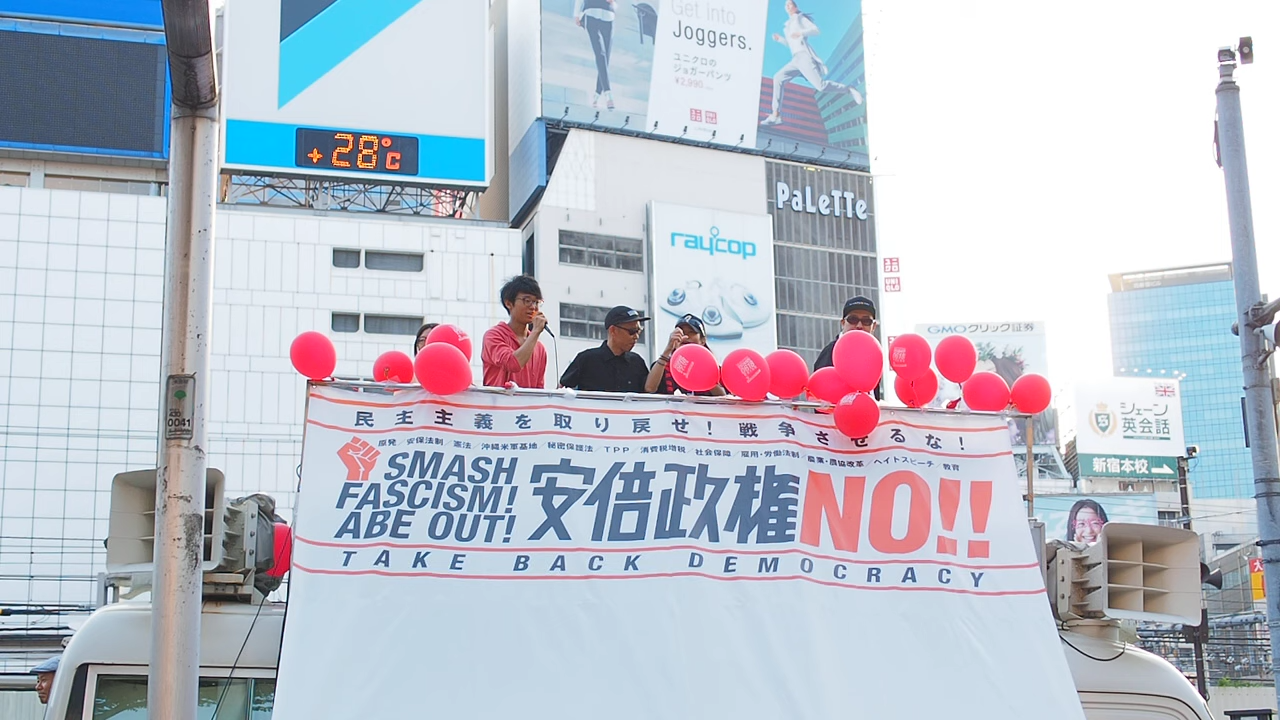 +28°C
Get into
Joggers.
ユニクロの
ジョガーパンツ
¥2,990
PaLeTTe
raycop
GMOクリック証券
シェーン
英会話
新宿本校
民主主義を取り戻せ！戦争させるな！
原発／安保法制／憲法／沖縄米軍基地／秘密保護法／TPP／消費税増税／社会保障／雇用・労働法制／農業・農協改革／ヘイトスピーチ／教育
SMASH
FASCISM!
ABE OUT!
安倍政権NO!!
TAKE BACK DEMOCRACY
0041